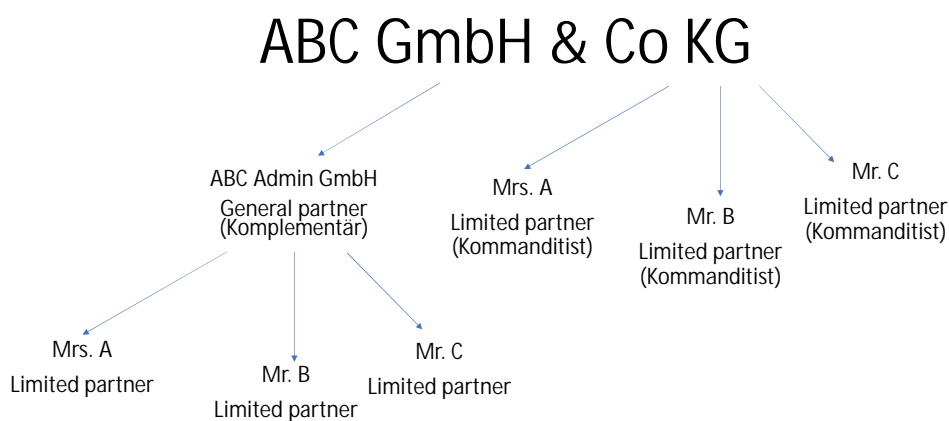 ABC GmbH & Co KG
ABC Admin GmbH
General partner
(Komplementär)
Mrs. A
Limited partner
(Kommanditist)
Mr. B
Limited partner
(Kommanditist)
Mr. C
Limited partner
(Kommanditist)
Mrs. A
Limited partner
Mr. B
Limited partner
Mr. C
Limited partner